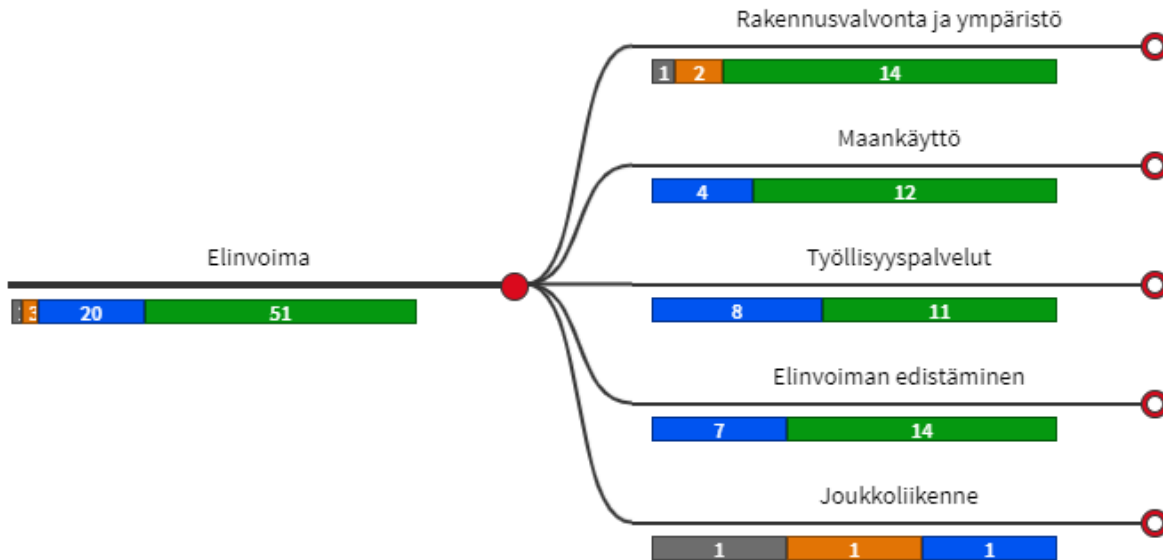 Rakennusvalvonta ja ympäristö
1 2 14
Maankäyttö
4 12
Elinvoima
20 51
Työllisyyspalvelut
8 11
Elinvoiman edistäminen
7 14
Joukkoliikenne
1 1 1